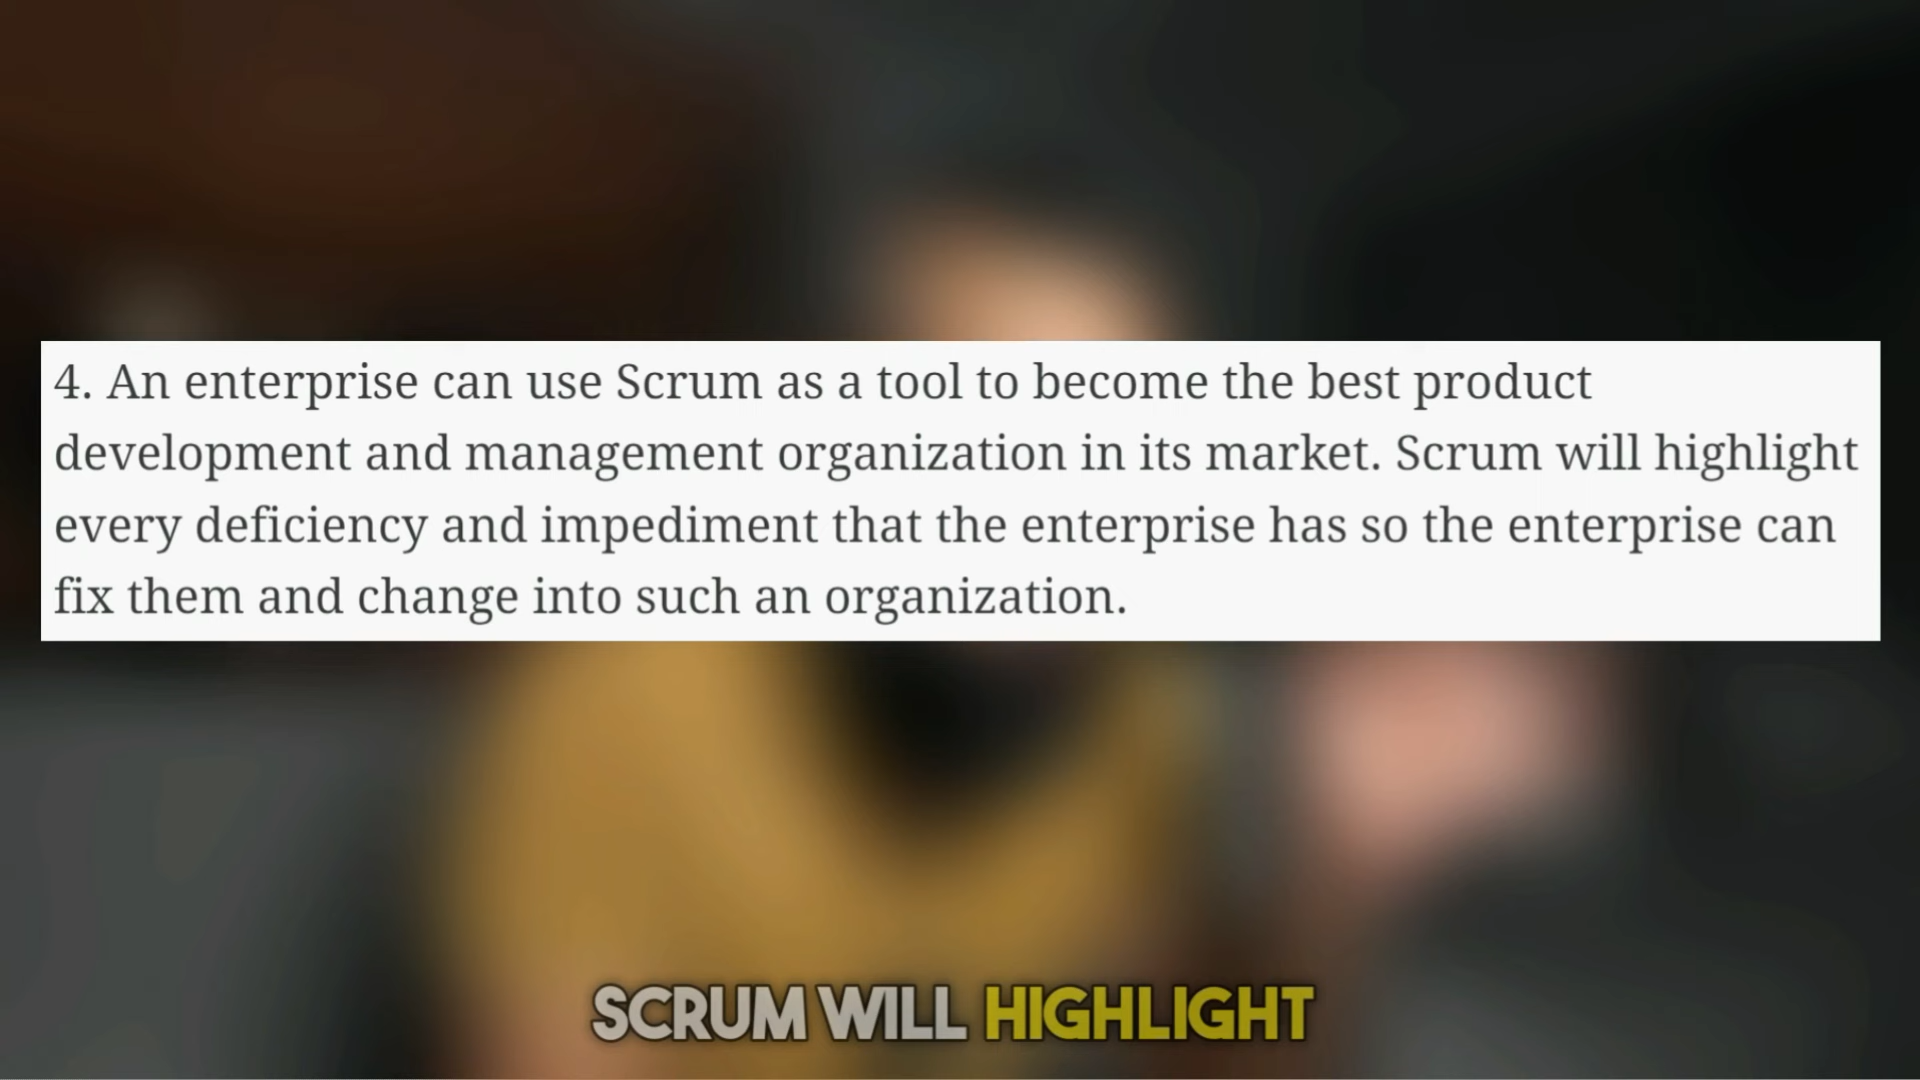 4. An enterprise can use Scrum as a tool to become the best product
development and management organization in its market. Scrum will highlight
every deficiency and impediment that the enterprise has so the enterprise can
fix them and change into such an organization.
SCRUM WILL HIGHLIGHT